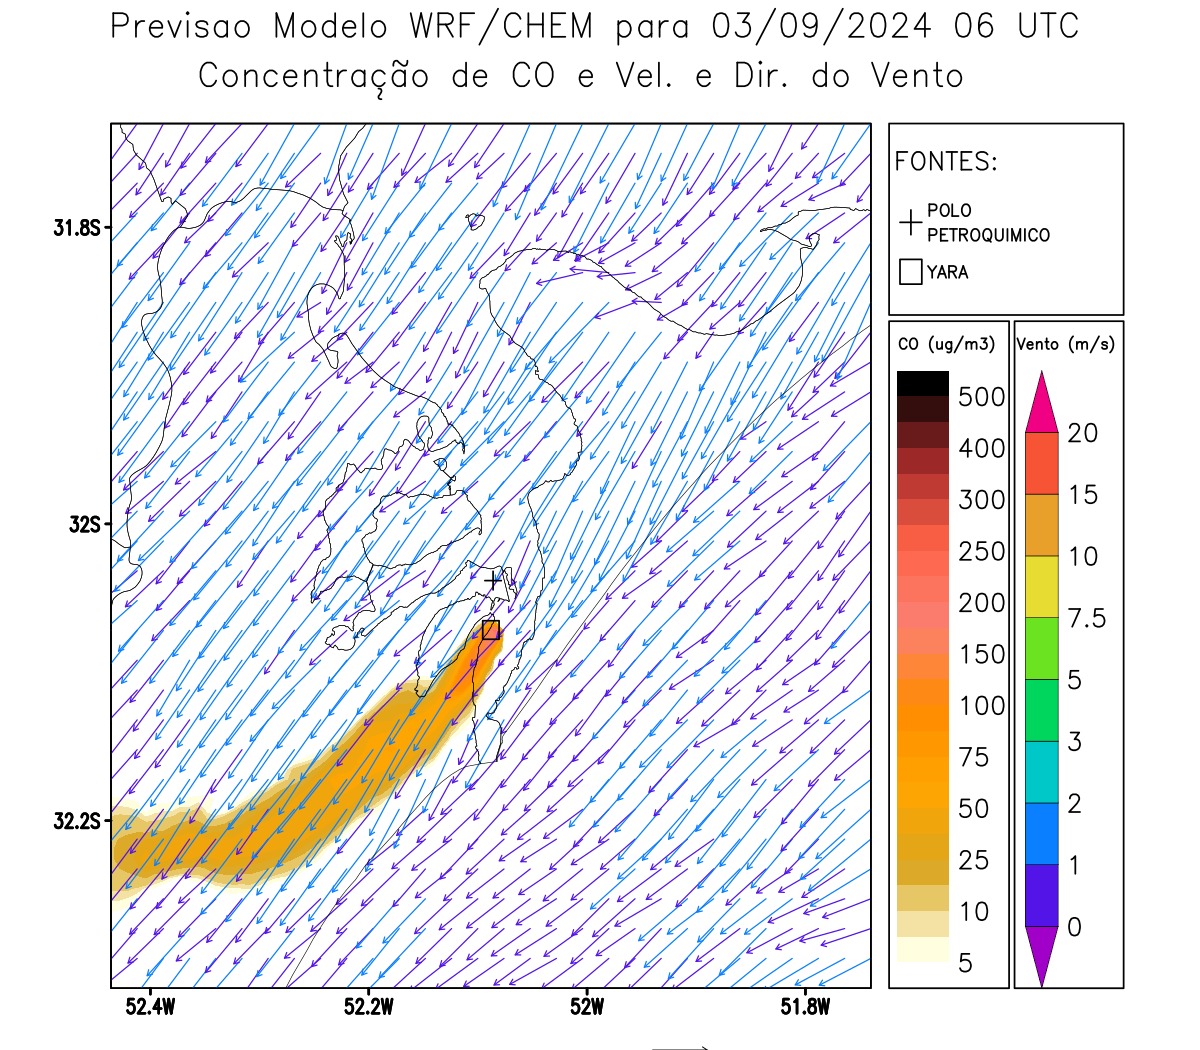 Previsao Modelo WRF/CHEM para 03/09/2024 06 UTC
Concentração de CO e Vel. e Dir. do Vento
FONTES:
POLO
PETROQUIMICO
YARA
CO (ug/m3)
500
400
300
250
200
150
100
75
50
25
10
5
Vento (m/s)
20
15
10
7.5
5
3
2
1
0
31.8S
32S
32.2S
52.4W
52.2W
52W
51.8W